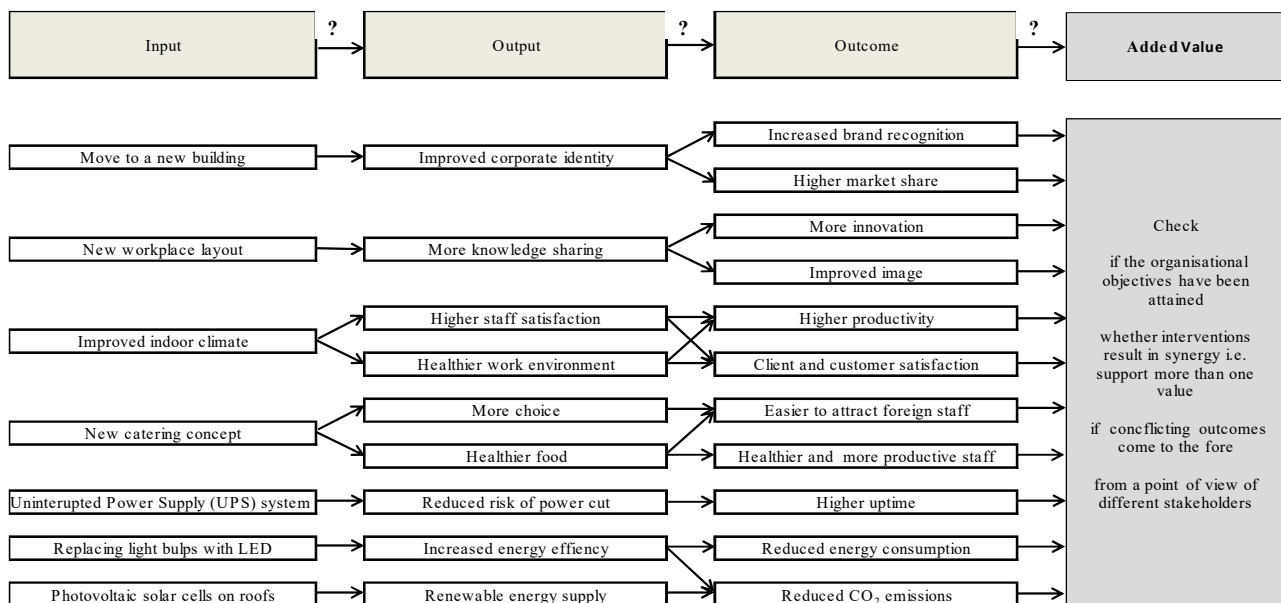 ? ? ?
Input Output Outcome Added Value
Increased brand recognition
Move to a new building Improved corporate identity
Higher market share
More innovation
New workplace layout More knowledge sharing
Improved image
Higher staff satisfaction Higher productivity
Improved indoor climate
Healthier work environment Client and customer satisfaction
More choice Easier to attract foreign staff
New catering concept
Healthier food Healthier and more productive staff
Uninterupted Power Supply (UPS) system Reduced risk of power cut Higher uptime
Replacing light bulps with LED Increased energy effiency Reduced energy consumption
Photovoltaic solar cells on roofs Renewable energy supply Reduced CO₂ emissions
Check
if the organisational
objectives have been
attained
whether interventions
result in synergy i.e.
support more than one
value
if concflicting outcomes
come to the fore
from a point of view of
different stakeholders